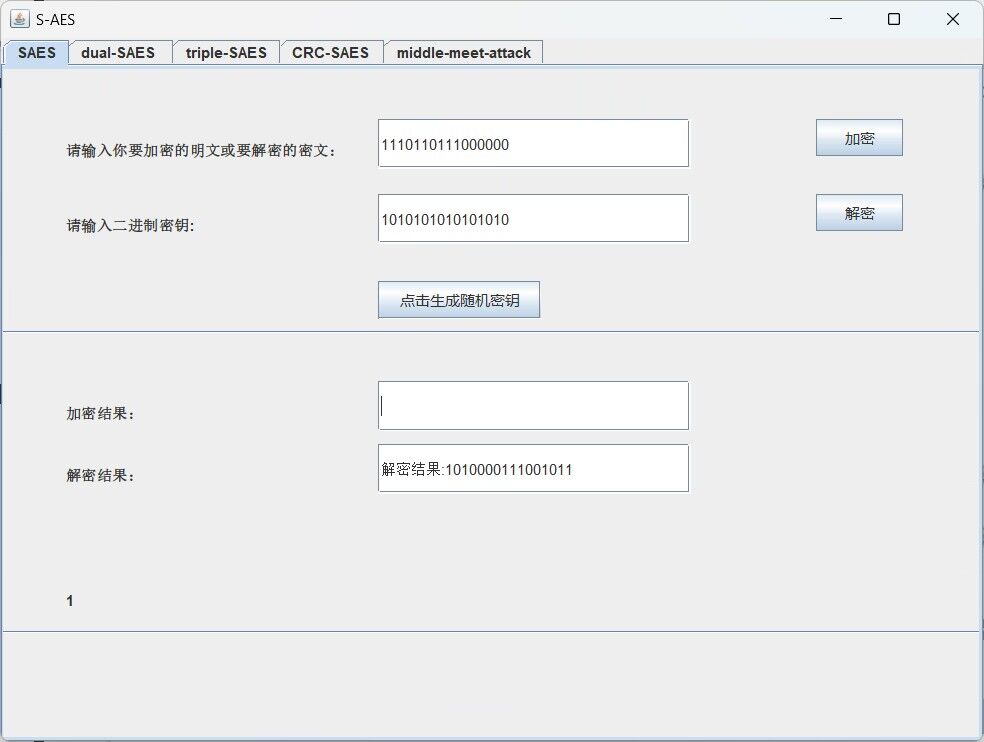 S-AES
SAES dual-SAES triple-SAES CRC-SAES middle-meet-attack
请输入你要加密的明文或要解密的密文： 1110110111000000 加密
请输入二进制密钥: 1010101010101010 解密
点击生成随机密钥
加密结果：
解密结果： 解密结果:1010000111001011
1